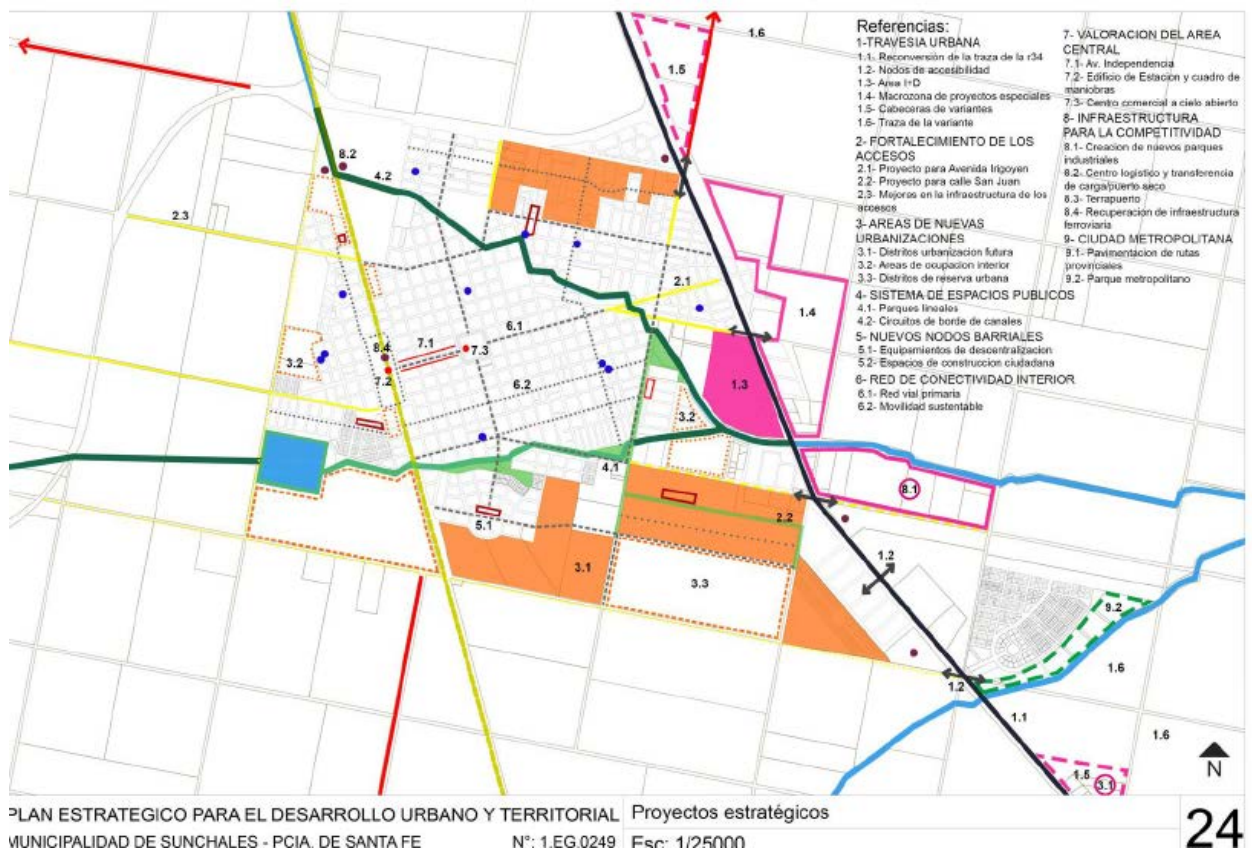 Referencias:
1-TRAVESIA URBANA
1.1- Reconversión de la traza de la r34
1.2- Nodos de accesibilidad
1.3- Area I+D
1.4- Macrozona de proyectos especiales
1.5- Cabeceras de variantes
1.6- Traza de la variante
2- FORTALECIMIENTO DE LOS
ACCESOS
2.1- Proyecto para Avenida Irigoyen
2.2- Proyecto para calle San Juan
2.3- Mejoras en la infraestructura de los
accesos
3- AREAS DE NUEVAS
URBANIZACIONES
3.1- Distritos urbanización futura
3.2- Areas de ocupacion interior
3.3- Distritos de reserva urbana
4- SISTEMA DE ESPACIOS PUBLICOS
4.1- Parques lineales
4.2- Circuitos de borde de canales
5- NUEVOS NODOS BARRIALES
5.1- Equipamientos de descentralizacion
5.2- Espacios de construccion ciudadana
6- RED DE CONECTIVIDAD INTERIOR
6.1- Red vial primaria
6.2- Movilidad sustentable
7- VALORACION DEL AREA
CENTRAL
7.1- Av. Independencia
7.2- Edificio de Estacion y cuadro de
maniobras
7.3- Centro comercial a cielo abierto
8- INFRAESTRUCTURA
PARA LA COMPETITIVIDAD
8.1- Creacion de nuevos parques
industriales
8.2- Centro logistico y transferencia
de carga/puerto seco
8.3- Terrapuerto
8.4- Recuperacion de infraestructura
ferroviaria
9- CIUDAD METROPOLITANA
9.1- Pavimentacion de rutas
provinciales
9.2- Parque metropolitano
1.6
1.5
8.2
4.2
2.3
2.1
1.4
6.1
7.1
7.3
8.4
7.2
3.2
6.2
1.3
3.2
4.1
8.1
2.2
5.1
1.2
3.1
3.3
9.2
1.6
1.2
1.1
1.6
1.5
3.1
N
PLAN ESTRATEGICO PARA EL DESARROLLO URBANO Y TERRITORIAL
MUNICIPALIDAD DE SUNCHALES - PCIA. DE SANTA FE N°: 1.EG.0249
Proyectos estratégicos
Esc: 1/25000
24